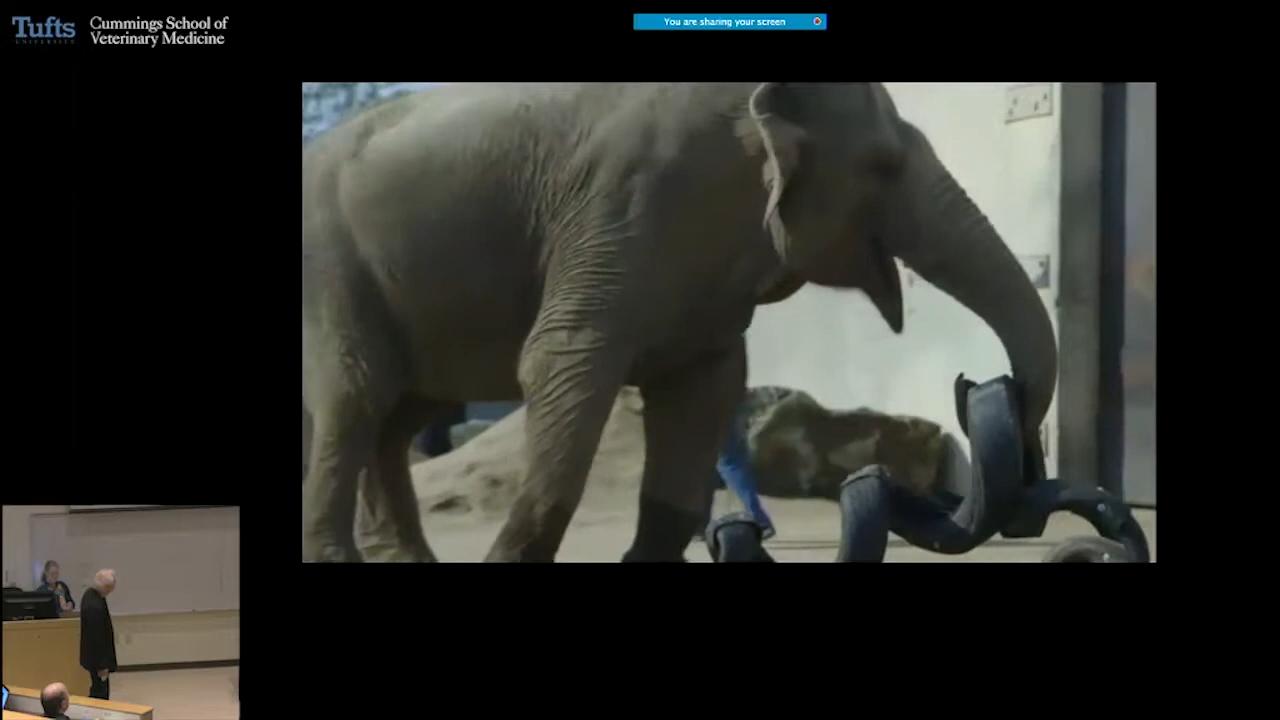 Tufts
UNIVERSITY
Cummings School of
Veterinary Medicine
You are sharing your screen